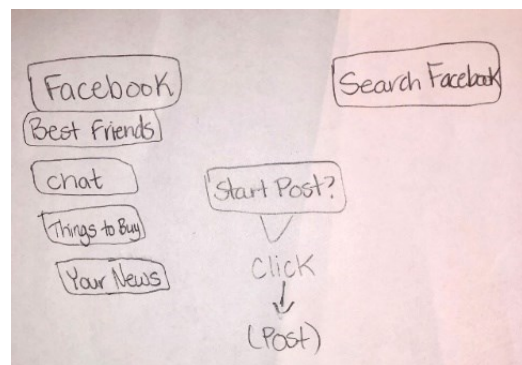 Facebook
Search Facebook
Best Friends
chat
Things to Buy
Your News
Start Post?
Click
(Post)